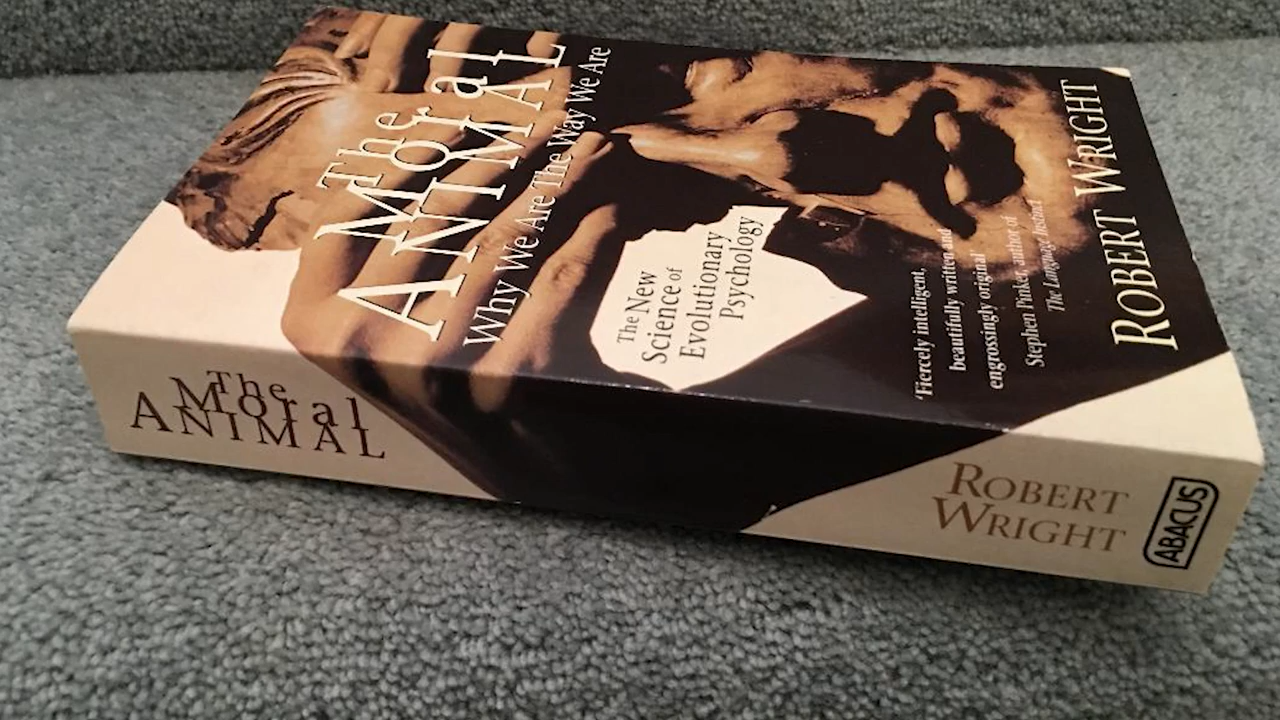 The
Moral
ANIMAL
Why We Are The Way We Are
The New
Science of
Evolutionary
Psychology
'Fiercely intelligent,
beautifully written and
engrossingly original
Stephen Pinker, author of
The Language Instinct
ROBERT WRIGHT
The
Moral
ANIMAL
ROBERT
WRIGHT
ABACUS